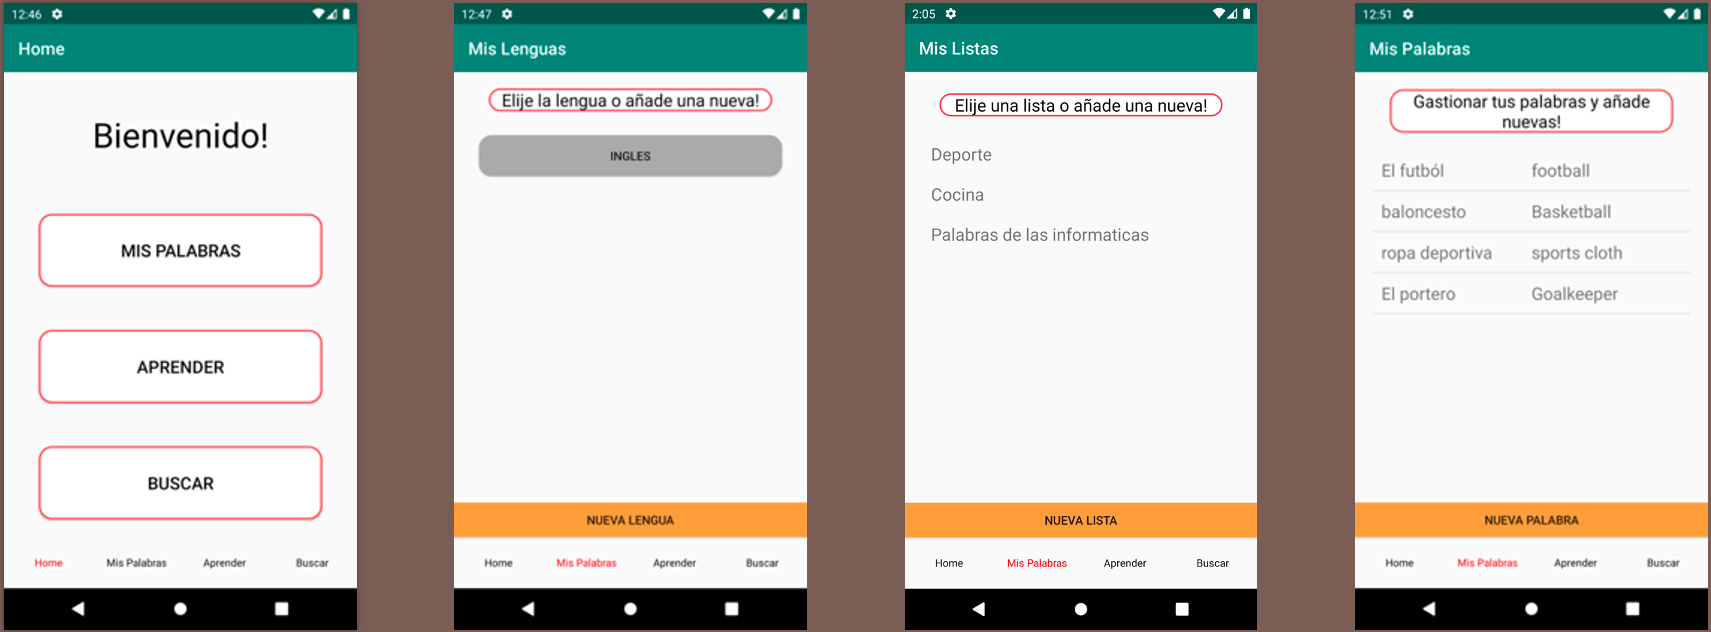 12:46
Home
Bienvenido!
MIS PALABRAS
APRENDER
BUSCAR
Home Mis Palabras Aprender Buscar
12:47
Mis Lenguas
Elije la lengua o añade una nueva!
INGLES
NUEVA LENGUA
Home Mis Palabras Aprender Buscar
2:05
Mis Listas
Elije una lista o añade una nueva!
Deporte
Cocina
Palabras de las informaticas
NUEVA LISTA
Home Mis Palabras Aprender Buscar
12:51
Mis Palabras
Gastionar tus palabras y añade
nuevas!
El futból football
baloncesto Basketball
ropa deportiva sports cloth
El portero Goalkeeper
NUEVA PALABRA
Home Mis Palabras Aprender Buscar